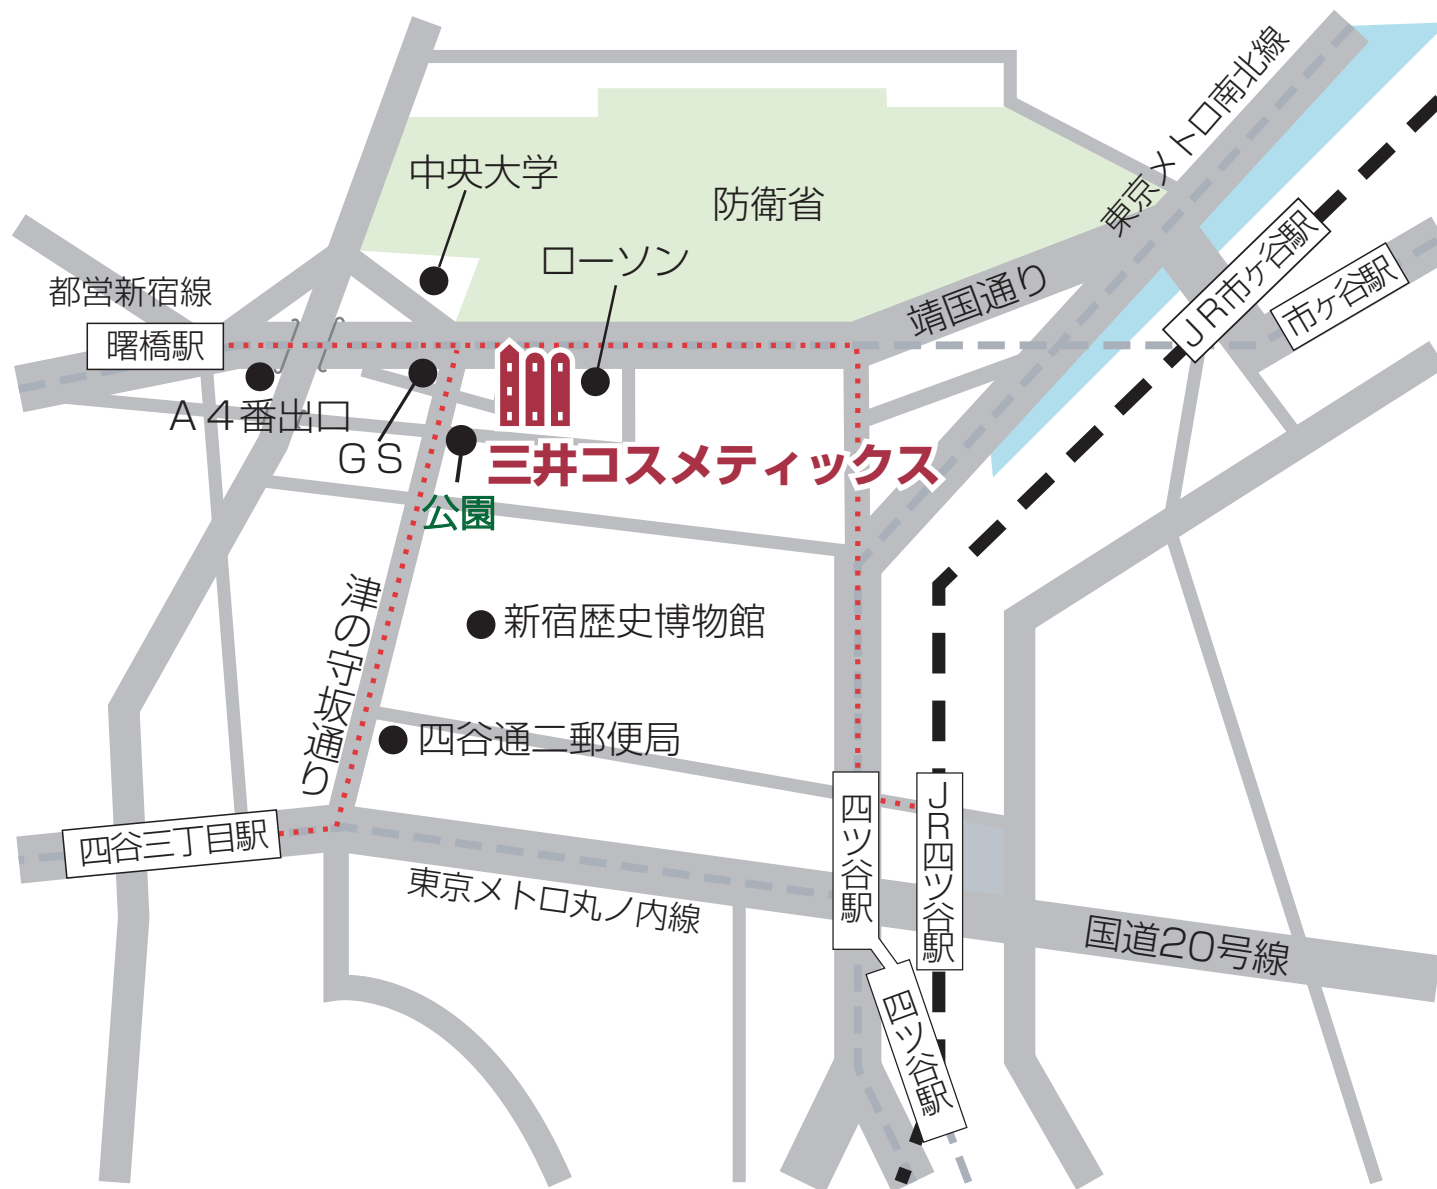 東京メトロ南北線
中央大学
防衛省
ローソン
JR市ヶ谷駅
市ヶ谷駅
都営新宿線
靖国通り
曙橋駅
A4番出口
GS
三井コスメティックス
公園
津の守坂通り
新宿歴史博物館
四谷通二郵便局
四ツ谷駅
JR四ツ谷駅
四谷三丁目駅
東京メトロ丸ノ内線
国道20号線
四ツ谷駅